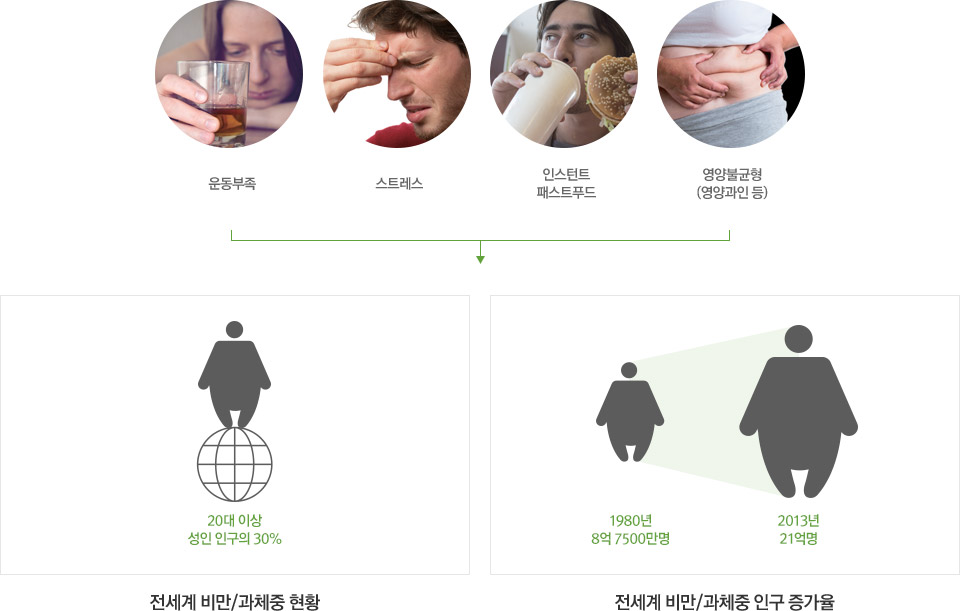 운동부족
스트레스
인스턴트
패스트푸드
영양불균형
(영양과인 등)
20대 이상
성인 인구의 30%
1980년
8억 7500만명
2013년
21억명
전세계 비만/과체중 현황
전세계 비만/과체중 인구 증가율